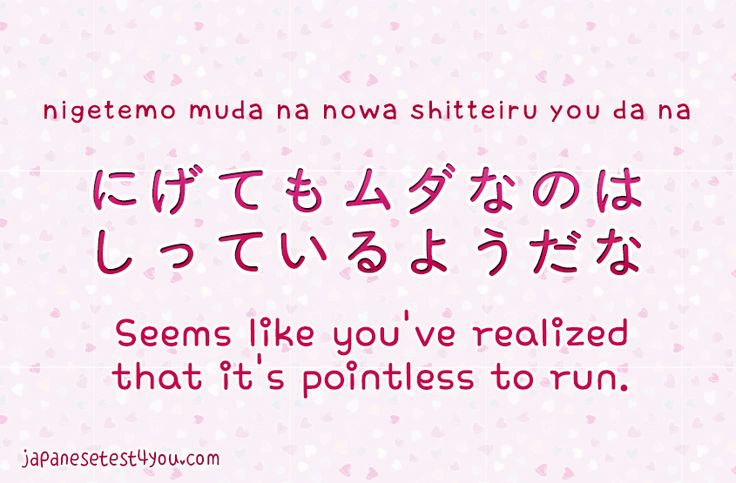 nigetemo muda na nowa shitteiru you da na
にげてもムダなのは
しっているようだな
Seems like you've realized
that it's pointless to run.
japanesetest4you.com